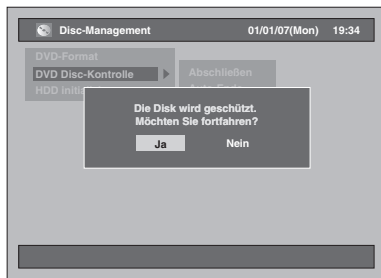 Disc-Management 01/01/07(Mon) 19:34
DVD-Format
DVD Disc-Kontrolle
Abschließen
HDD
Die Disk wird geschützt.
Möchten Sie fortfahren?
Ja Nein